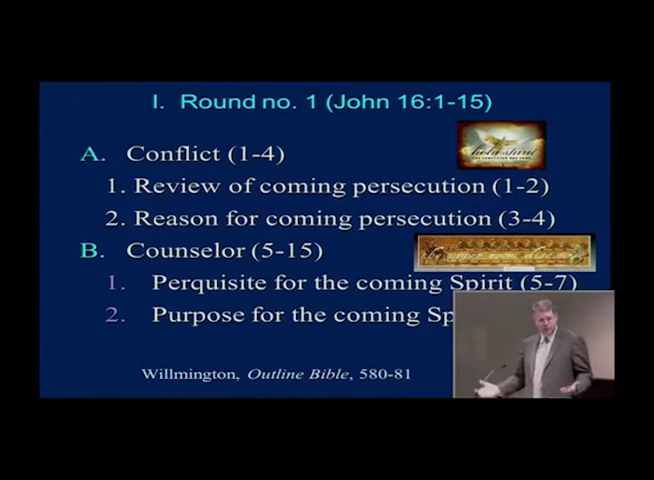 I. Round no. 1 (John 16:1-15)
A. Conflict (1-4)
holy spirit
1. Review of coming persecution (1-2)
2. Reason for coming persecution (3-4)
B. Counselor (5-15)
1. Perquisite for the coming Spirit (5-7)
2. Purpose for the coming Sp
Willmington, Outline Bible, 580-81